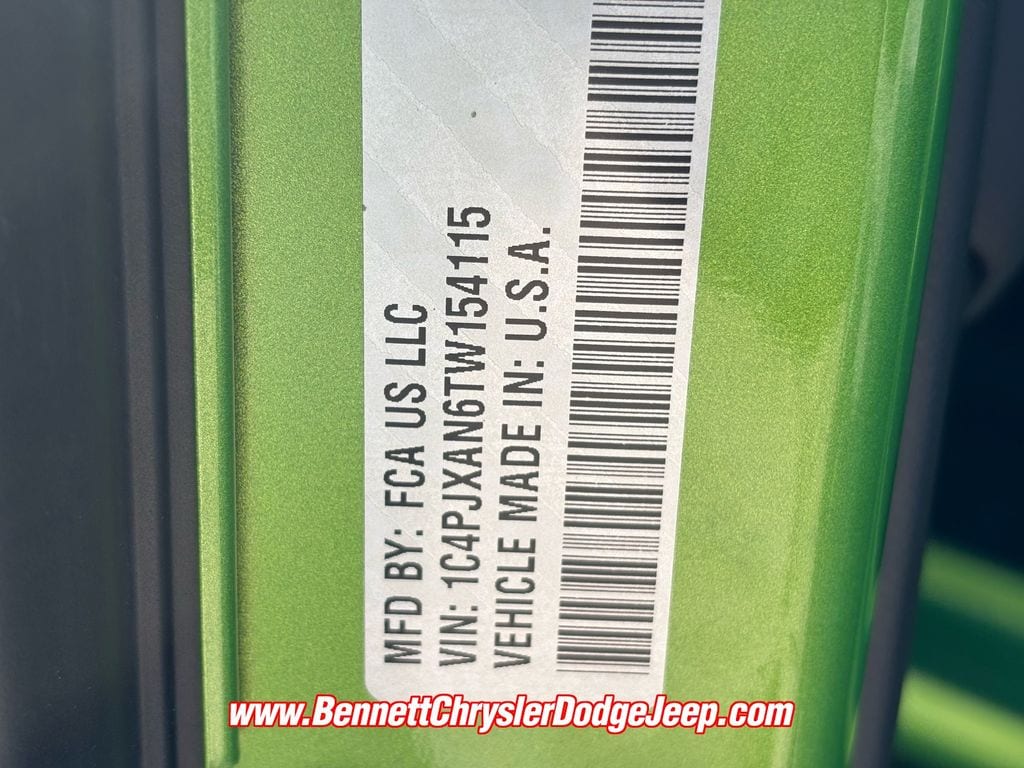 MFD BY: FCA US LLC
VIN: 1C4PJXAN6TW154115
VEHICLE MADE IN: U.S.A.
www.BennettChryslerDodgeJeep.com